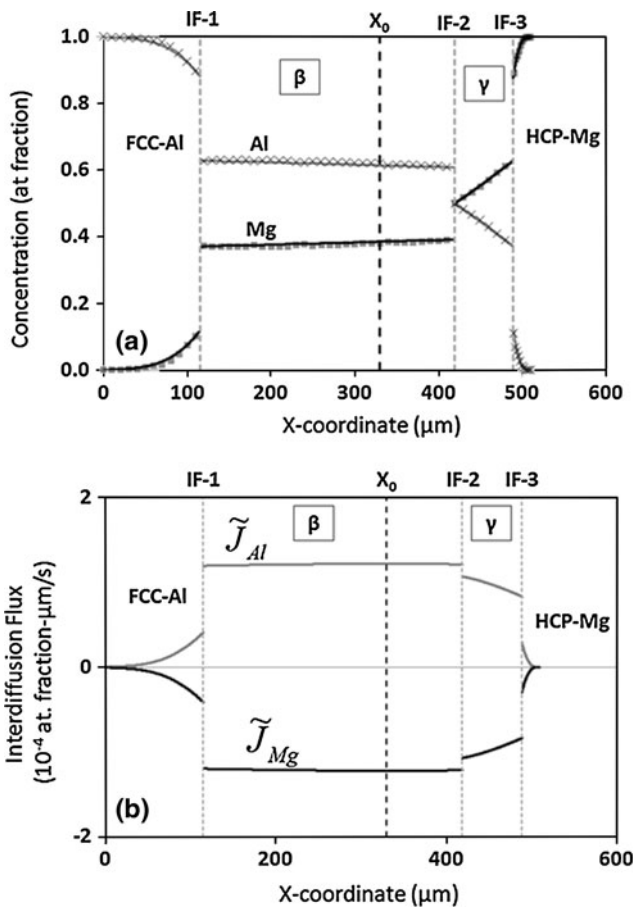 IF-1 X₀ IF-2 IF-3
1.0
0.8
0.6
0.4
0.2
0.0
Concentration (at fraction)
β
γ
FCC-Al
HCP-Mg
Al
Mg
(a)
0 100 200 300 400 500 600
X-coordinate (μm)
IF-1 X₀ IF-2 IF-3
2
0
-2
Interdiffusion Flux
(10⁻⁴ at. fraction-μm/s)
β
γ
J̃_Al
FCC-Al
HCP-Mg
J̃_Mg
(b)
0 200 400 600
X-coordinate (μm)